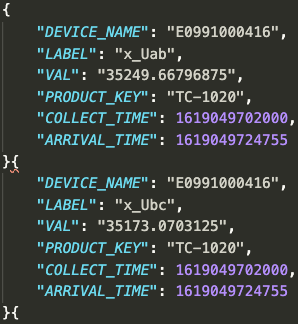 {
"DEVICE_NAME": "E0991000416",
"LABEL": "x_Uab",
"VAL": "35249.66796875",
"PRODUCT_KEY": "TC-1020",
"COLLECT_TIME": 1619049702000,
"ARRIVAL_TIME": 1619049724755
}{
"DEVICE_NAME": "E0991000416",
"LABEL": "x_Ubc",
"VAL": "35173.0703125",
"PRODUCT_KEY": "TC-1020",
"COLLECT_TIME": 1619049702000,
"ARRIVAL_TIME": 1619049724755
}{